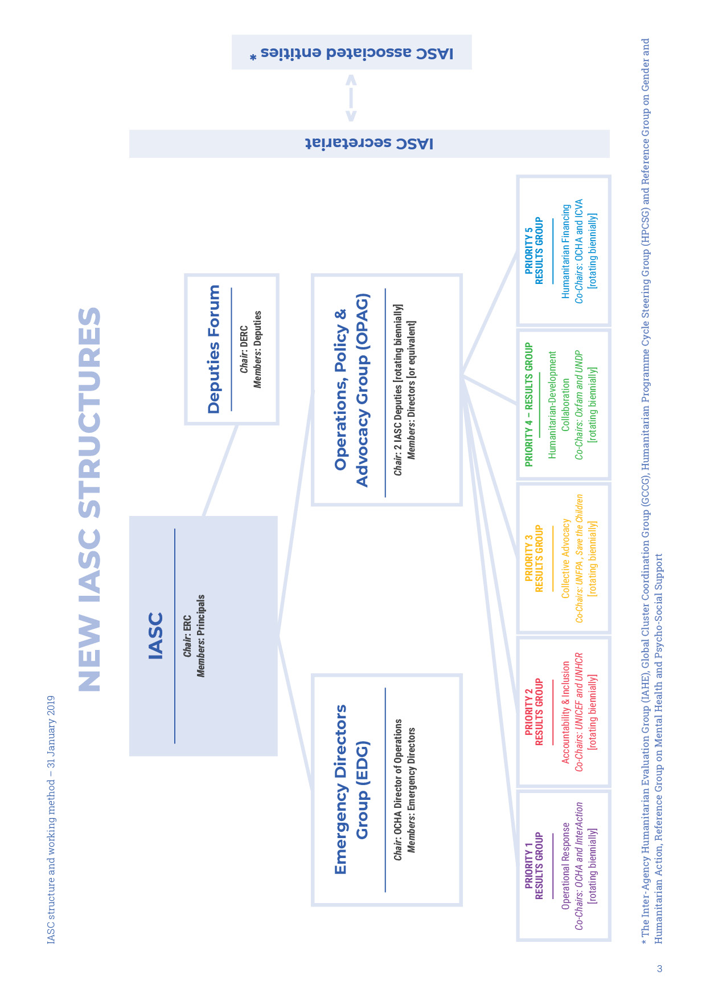 IASC structure and working method – 31 January 2019
NEW IASC STRUCTURES
IASC
Chair: ERC
Members: Principals
Deputies Forum
Chair: DERC
Members: Deputies
Emergency Directors
Group (EDG)
Chair: OCHA Director of Operations
Members: Emergency Directors
Operations, Policy &
Advocacy Group (OPAG)
Chair: 2 IASC Deputies [rotating biennially]
Members: Directors [or equivalent]
PRIORITY 1
RESULTS GROUP
Operational Response
Co-Chairs: OCHA and InterAction
[rotating biennially]
PRIORITY 2
RESULTS GROUP
Accountability & Inclusion
Co-Chairs: UNICEF and UNHCR
[rotating biennially]
PRIORITY 3
RESULTS GROUP
Collective Advocacy
Co-Chairs: UNFPA , Save the Children
[rotating biennially]
PRIORITY 4 – RESULTS GROUP
Humanitarian-Development
Collaboration
Co-Chairs: Oxfam and UNDP
[rotating biennially]
PRIORITY 5
RESULTS GROUP
Humanitarian Financing
Co-Chairs: OCHA and ICVA
[rotating biennially]
IASC secretariat
IASC associated entities *
* The Inter-Agency Humanitarian Evaluation Group (IAHE), Global Cluster Coordination Group (GCCG), Humanitarian Programme Cycle Steering Group (HPCSG) and Reference Group on Gender and
Humanitarian Action, Reference Group on Mental Health and Psycho-Social Support
3